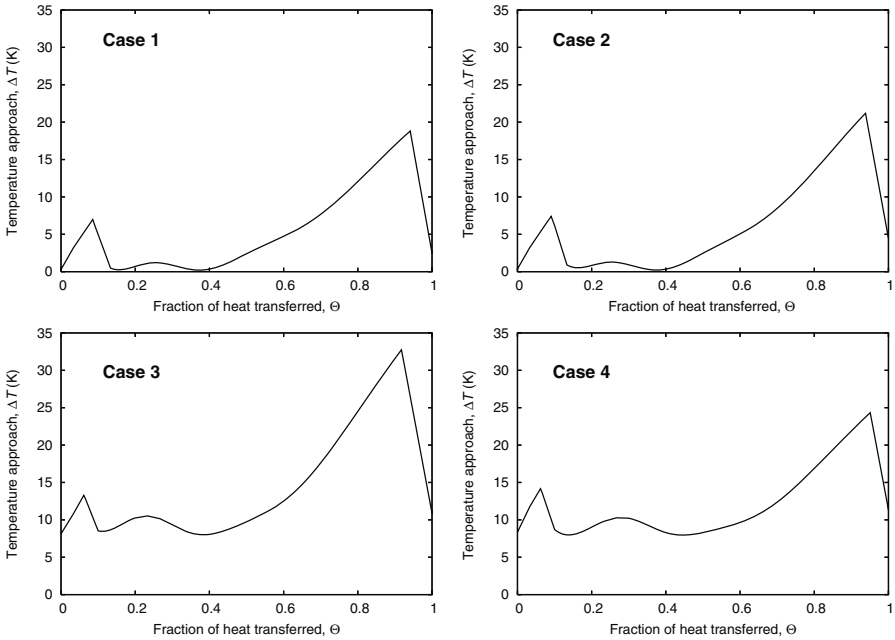 Case 1
Temperature approach, ΔT (K)
35
30
25
20
15
10
5
0
0 0.2 0.4 0.6 0.8 1
Fraction of heat transferred, Θ
Case 2
Temperature approach, ΔT (K)
35
30
25
20
15
10
5
0
0 0.2 0.4 0.6 0.8 1
Fraction of heat transferred, Θ
Case 3
Temperature approach, ΔT (K)
35
30
25
20
15
10
5
0
0 0.2 0.4 0.6 0.8 1
Fraction of heat transferred, Θ
Case 4
Temperature approach, ΔT (K)
35
30
25
20
15
10
5
0
0 0.2 0.4 0.6 0.8 1
Fraction of heat transferred, Θ